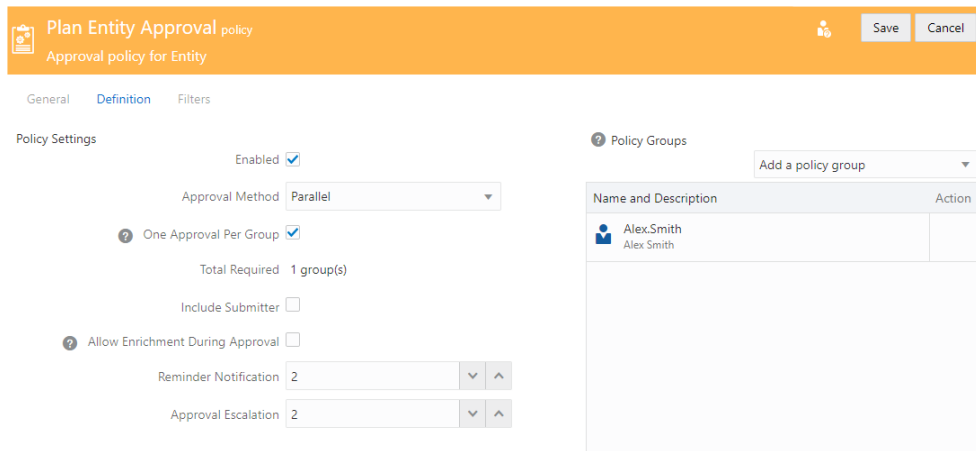 Plan Entity Approval policy
Save
Cancel
Approval policy for Entity
General
Definition
Filters
Policy Settings
Enabled
Approval Method
Parallel
? One Approval Per Group
Total Required
1 group(s)
Include Submitter
? Allow Enrichment During Approval
Reminder Notification
2
Approval Escalation
2
? Policy Groups
Add a policy group
Name and Description
Action
Alex.Smith
Alex Smith